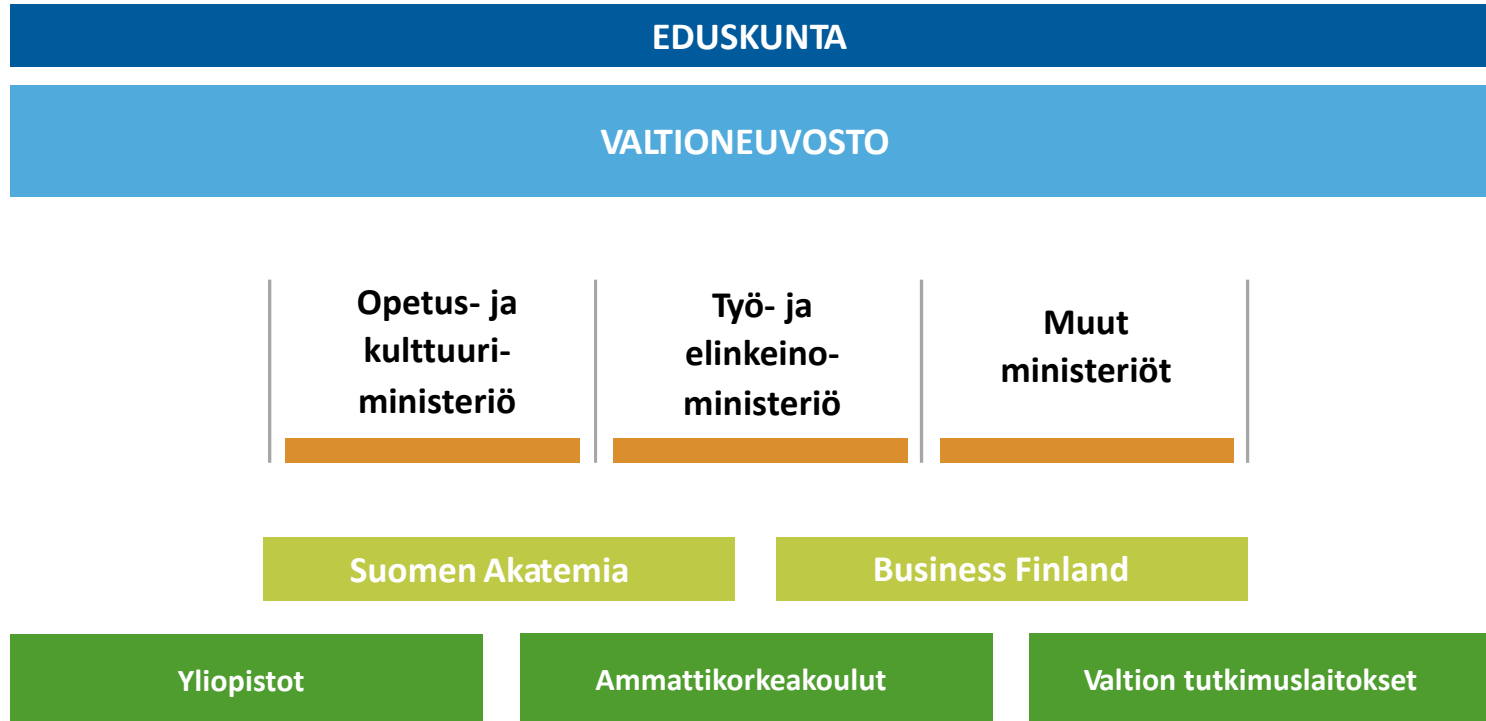 EDUSKUNTA
VALTIONEUVOSTO
Opetus- ja
kulttuuri-
ministeriö
Työ- ja
elinkeino-
ministeriö
Muut
ministeriöt
Suomen Akatemia
Business Finland
Yliopistot
Ammattikorkeakoulut
Valtion tutkimuslaitokset